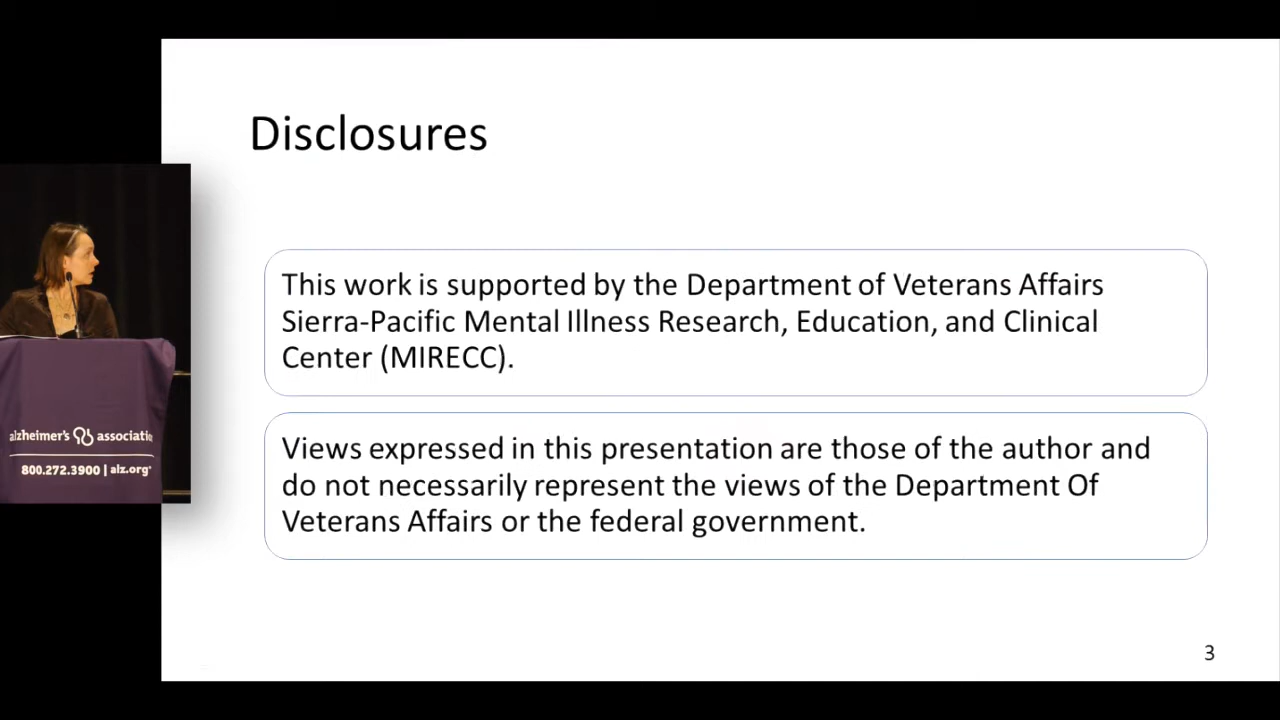 Disclosures
This work is supported by the Department of Veterans Affairs
Sierra-Pacific Mental Illness Research, Education, and Clinical
Center (MIRECC).
Views expressed in this presentation are those of the author and
do not necessarily represent the views of the Department Of
Veterans Affairs or the federal government.
alzheimer's associatio
800.272.3900 | alz.org®
3